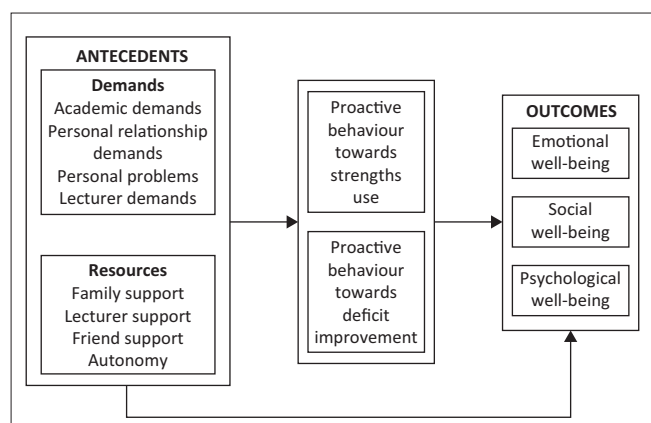 ANTECEDENTS
Demands
Academic demands
Personal relationship
demands
Personal problems
Lecturer demands
Resources
Family support
Lecturer support
Friend support
Autonomy
Proactive
behaviour
towards
strengths
use
Proactive
behaviour
towards
deficit
improvement
OUTCOMES
Emotional
well-being
Social
well-being
Psychological
well-being